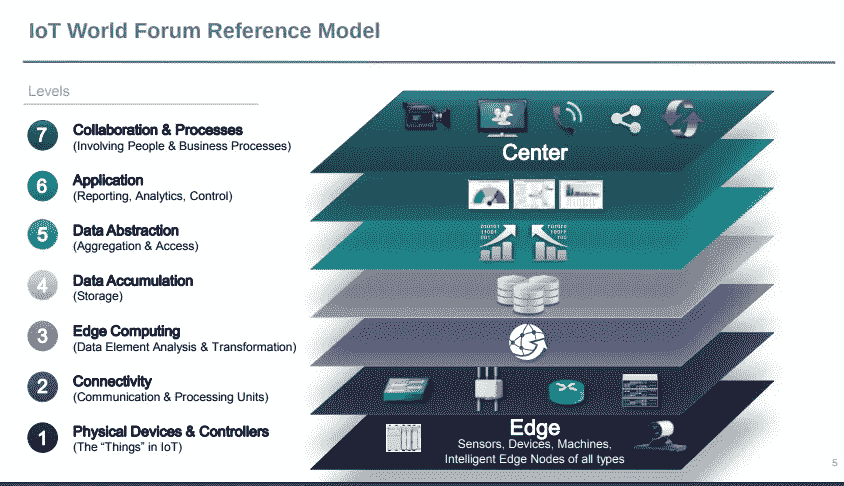 IoT World Forum Reference Model
Levels
7
Collaboration & Processes
(Involving People & Business Processes)
6
Application
(Reporting, Analytics, Control)
5
Data Abstraction
(Aggregation & Access)
4
Data Accumulation
(Storage)
3
Edge Computing
(Data Element Analysis & Transformation)
2
Connectivity
(Communication & Processing Units)
1
Physical Devices & Controllers
(The “Things” in IoT)
Center
Edge
Sensors, Devices, Machines,
Intelligent Edge Nodes of all types
5